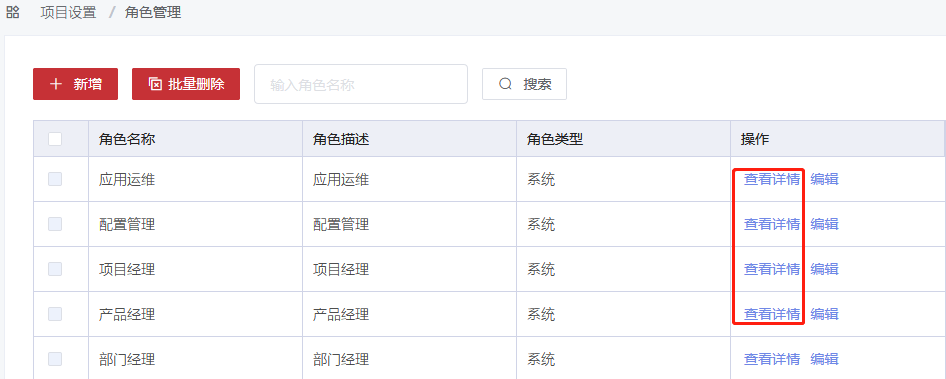 项目设置 / 角色管理
新增 批量删除 输入角色名称 搜索
角色名称 角色描述 角色类型 操作
应用运维 应用运维 系统 查看详情 编辑
配置管理 配置管理 系统 查看详情 编辑
项目经理 项目经理 系统 查看详情 编辑
产品经理 产品经理 系统 查看详情 编辑
部门经理 部门经理 系统 查看详情 编辑